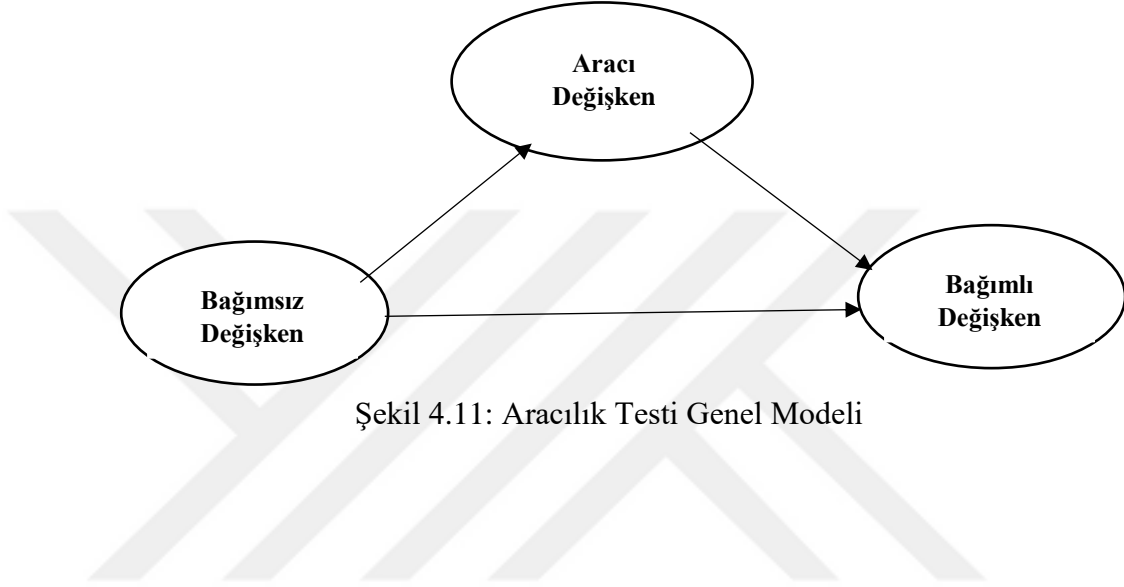 Aracı
Değişken
Bağımsız
Değişken
Bağımlı
Değişken
Şekil 4.11: Aracılık Testi Genel Modeli